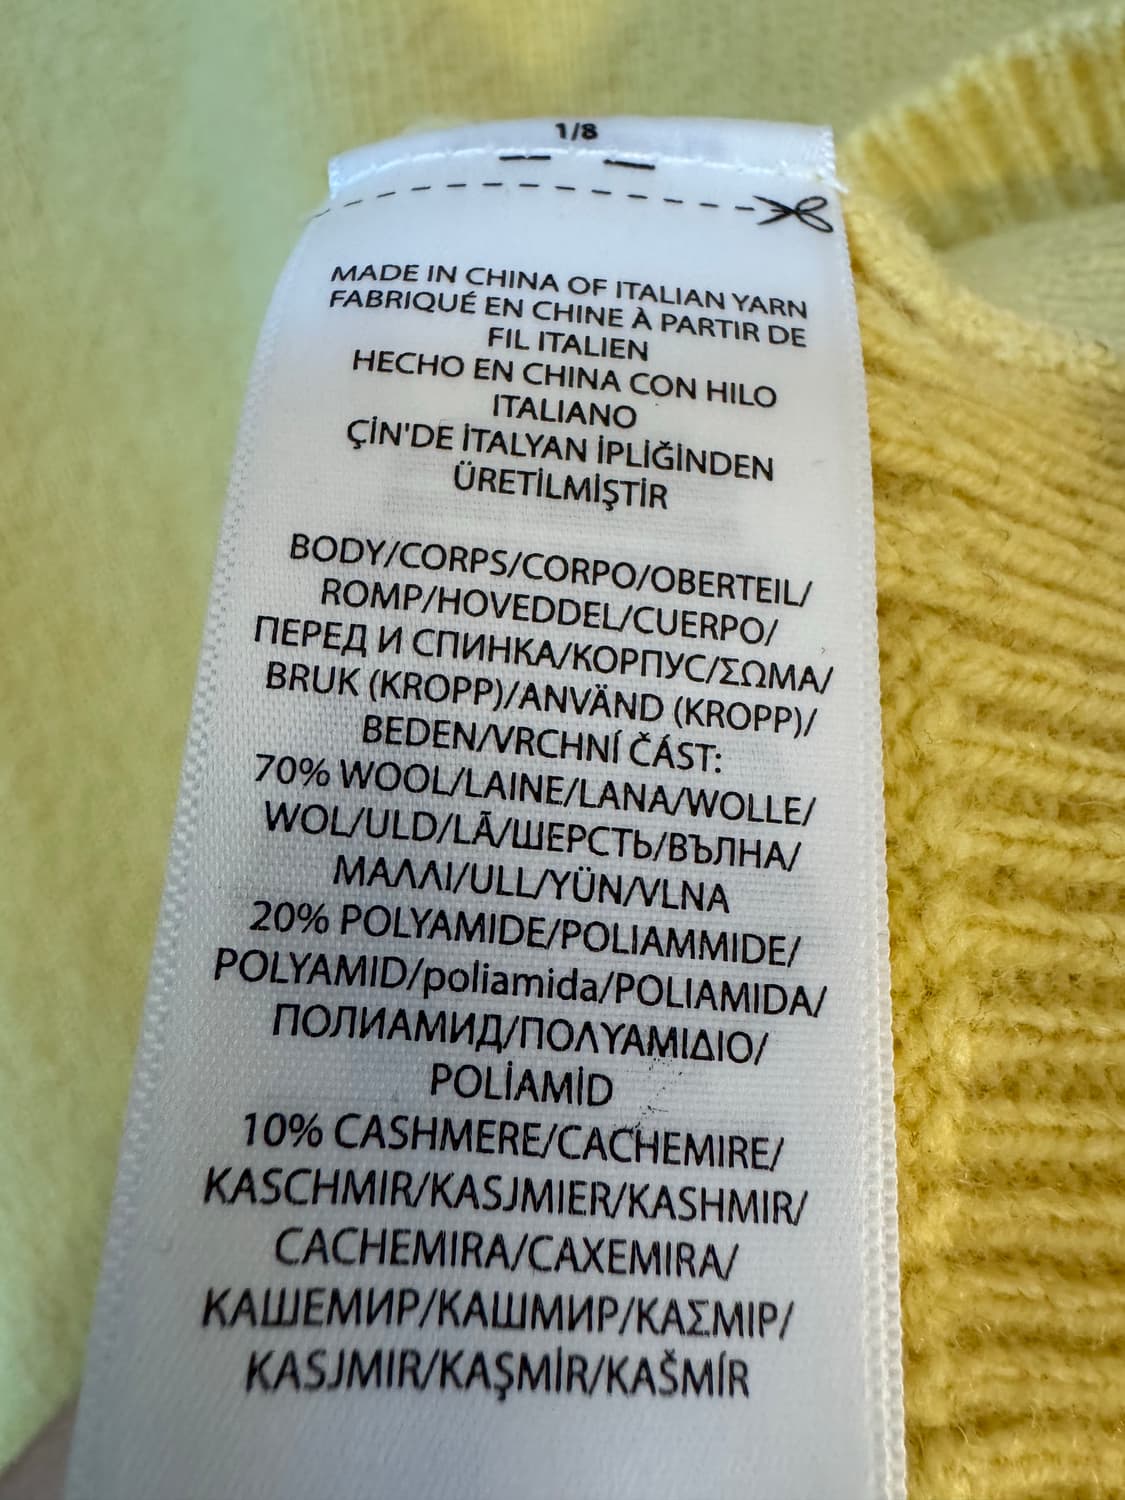 1/8
MADE IN CHINA OF ITALIAN YARN
FABRIQUÉ EN CHINE À PARTIR DE
FIL ITALIEN
HECHO EN CHINA CON HILO
ITALIANO
ÇİN'DE İTALYAN İPLİĞİNDEN
ÜRETİLMİŞTİR
BODY/CORPS/CORPO/OBERTEIL/
ROMP/HOVEDDEL/CUERPO/
ПЕРЕД И СПИНКА/КОРПУС/ΣΩΜΑ/
BRUK (KROPP)/ANVÄND (KROPP)/
BEDEN/VRCHNÍ ČÁST:
70% WOOL/LAINE/LANA/WOLLE/
WOL/ULD/LÃ/ШЕРСТЬ/ВЪЛНА/
ΜΑΛΛΙ/ULL/YÜN/VLNA
20% POLYAMIDE/POLIAMMIDE/
POLYAMID/poliamida/POLIAMIDA/
ПОЛИАМИД/ΠΟΛΥΑΜΙΔΙΟ/
POLİAMİD
10% CASHMERE/CACHEMIRE/
KASCHMIR/KASJMIER/KASHMIR/
CACHEMIRA/CAXEMIRA/
КАШЕМИР/КАШМИР/ΚΑΣΜΙΡ/
KASJMIR/KAŞMİR/KAŠMÍR